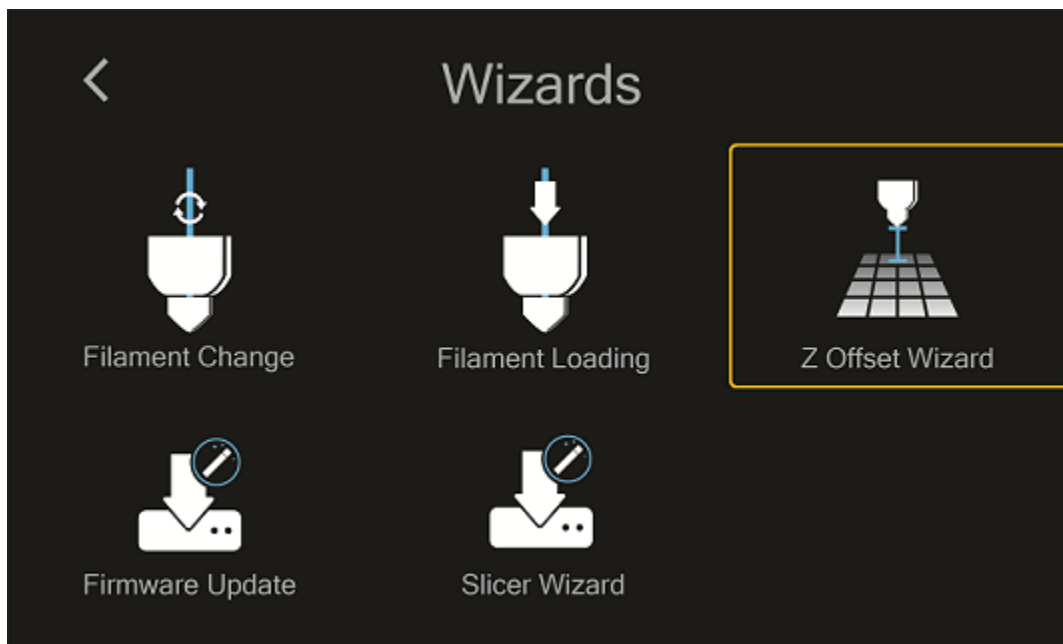 Wizards
Filament Change
Filament Loading
Z Offset Wizard
Firmware Update
Slicer Wizard